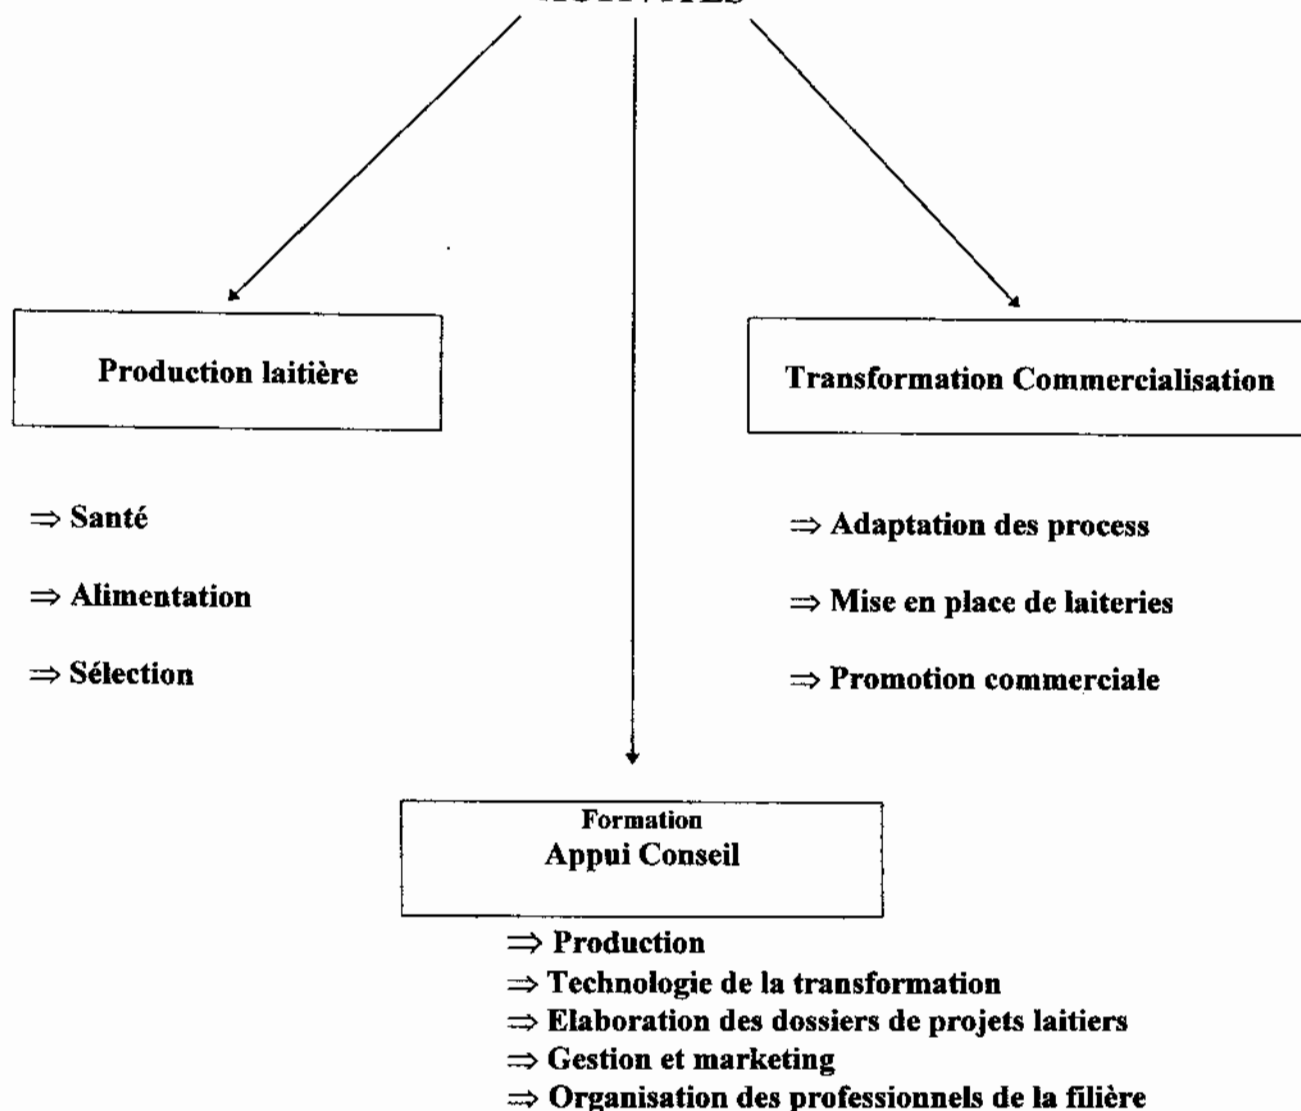 Production laitière
⇒ Santé
⇒ Alimentation
⇒ Sélection
Transformation Commercialisation
⇒ Adaptation des process
⇒ Mise en place de laiteries
⇒ Promotion commerciale
Formation
Appui Conseil
⇒ Production
⇒ Technologie de la transformation
⇒ Elaboration des dossiers de projets laitiers
⇒ Gestion et marketing
⇒ Organisation des professionnels de la filière